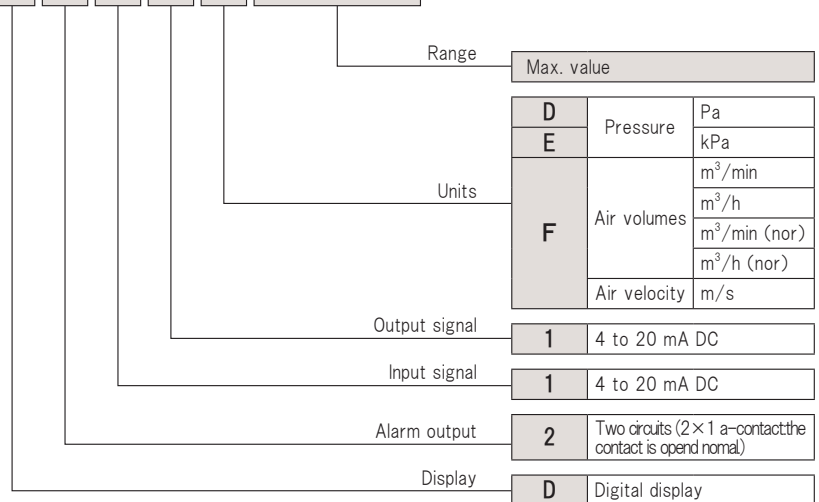 Range
Max. value
D
Pressure
Pa
E
kPa
Units
F
Air volumes
m³/min
m³/h
m³/min (nor)
m³/h (nor)
Air velocity
m/s
Output signal
1
4 to 20 mA DC
Input signal
1
4 to 20 mA DC
Alarm output
2
Two circuits (2×1 a-contact:the
contact is opend nomal.)
Display
D
Digital display